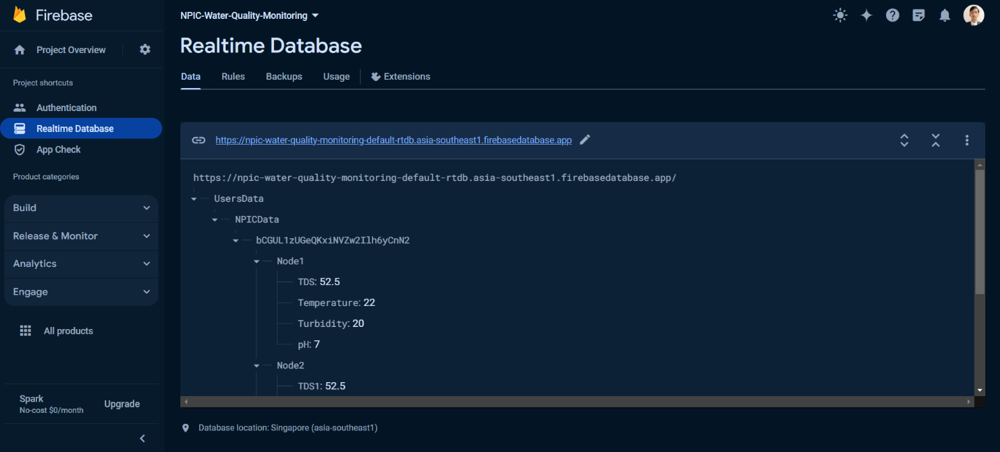 Firebase
NPIC-Water-Quality-Monitoring
Project Overview
Realtime Database
Data Rules Backups Usage Extensions
Project shortcuts
Authentication
Realtime Database
App Check
Product categories
Build
Release & Monitor
Analytics
Engage
All products
Spark
No-cost $0/month
Upgrade
https://npic-water-quality-monitoring-default-rtdb.asia-southeast1.firebasedatabase.app
https://npic-water-quality-monitoring-default-rtdb.asia-southeast1.firebasedatabase.app/
UsersData
NPICData
bCGUL1zUGeQKxiNVZw2Ilh6yCnN2
Node1
TDS: 52.5
Temperature: 22
Turbidity: 20
pH: 7
Node2
TDS1: 52.5
Database location: Singapore (asia-southeast1)